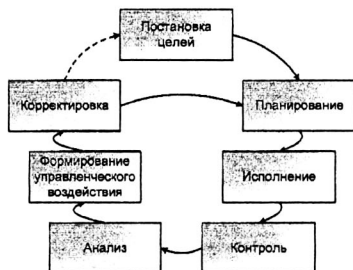 Постановка
целей
Корректировка
Планирование
Формирование
управленческого
воздействия
Исполнение
Анализ
Контроль